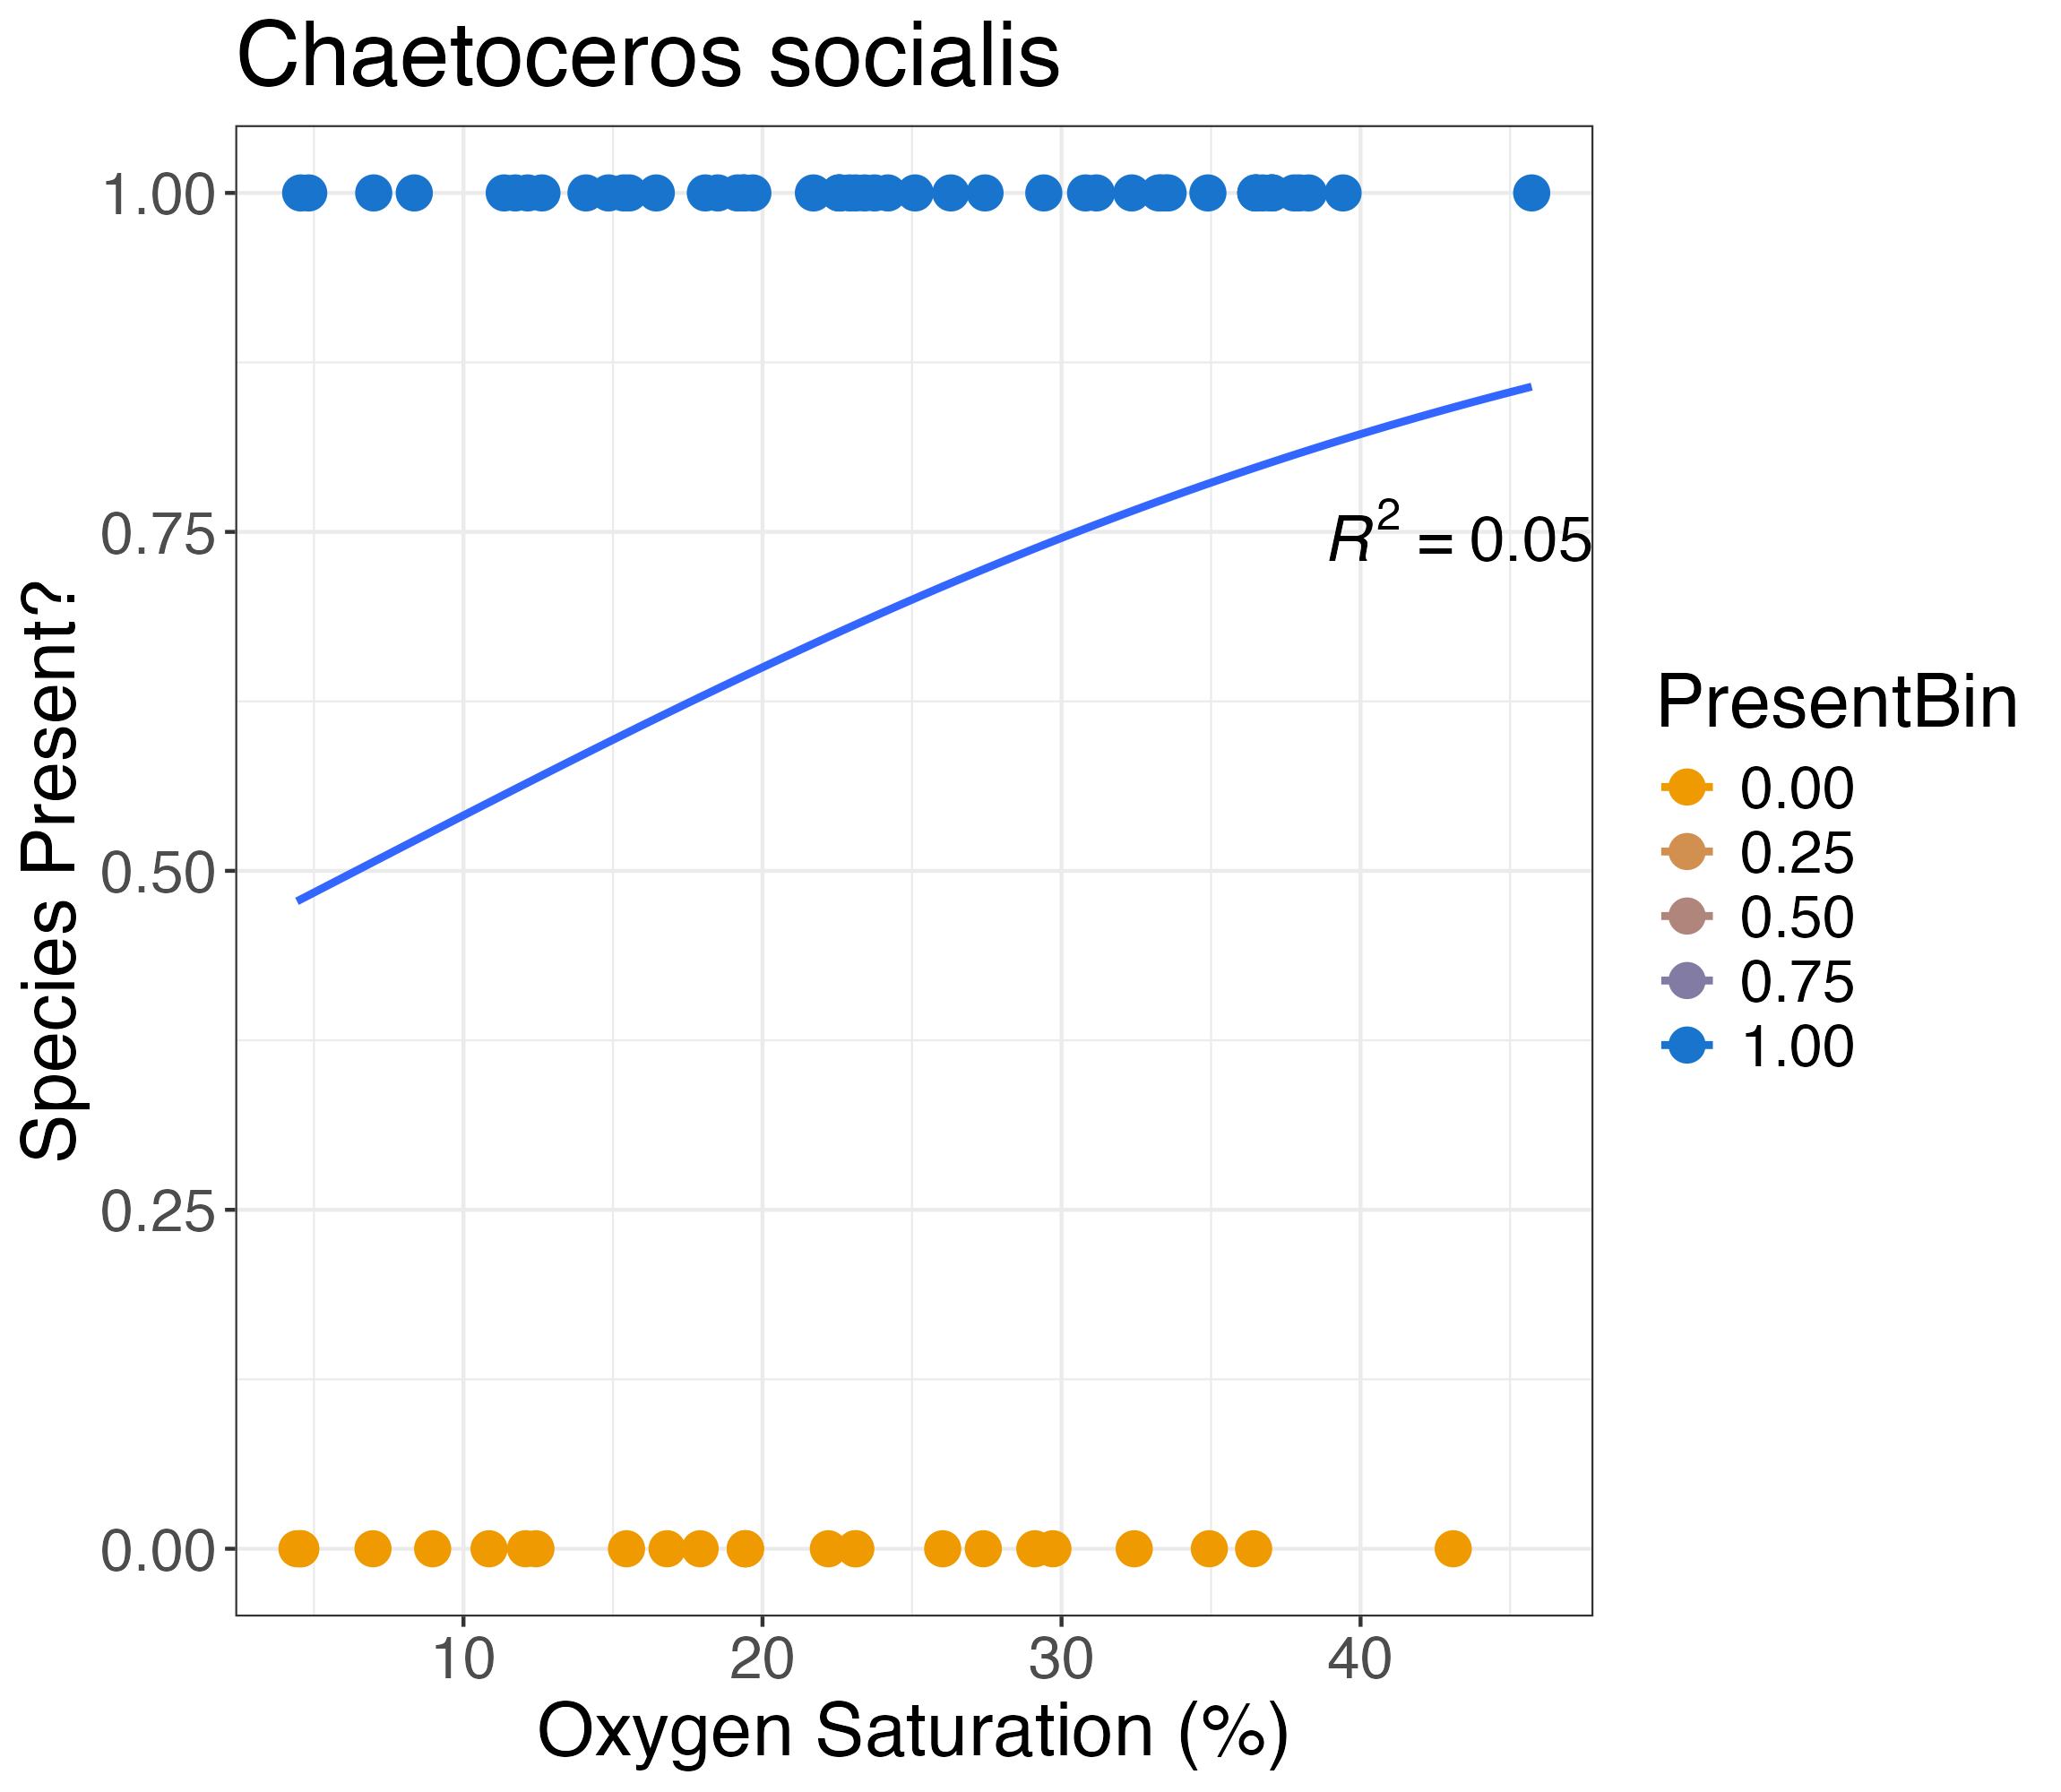 Chaetoceros socialis
1.00
0.75
0.50
0.25
0.00
Species Present?
R² = 0.05
10 20 30 40
Oxygen Saturation (%)
PresentBin
0.00
0.25
0.50
0.75
1.00